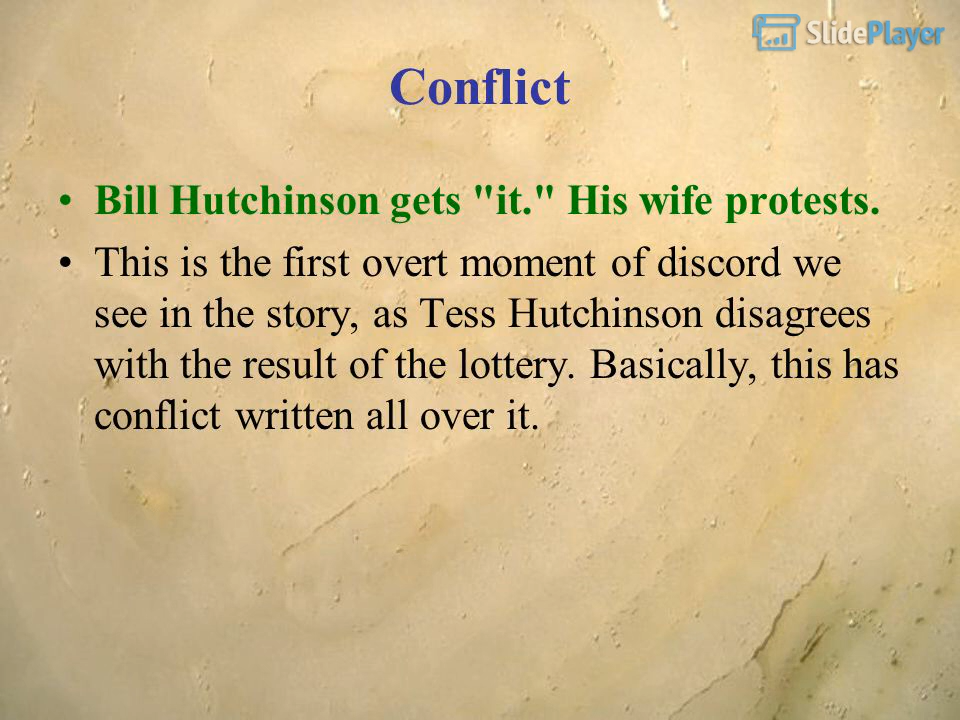 SlidePlayer
Conflict
• Bill Hutchinson gets "it." His wife protests.
• This is the first overt moment of discord we
see in the story, as Tess Hutchinson disagrees
with the result of the lottery. Basically, this has
conflict written all over it.